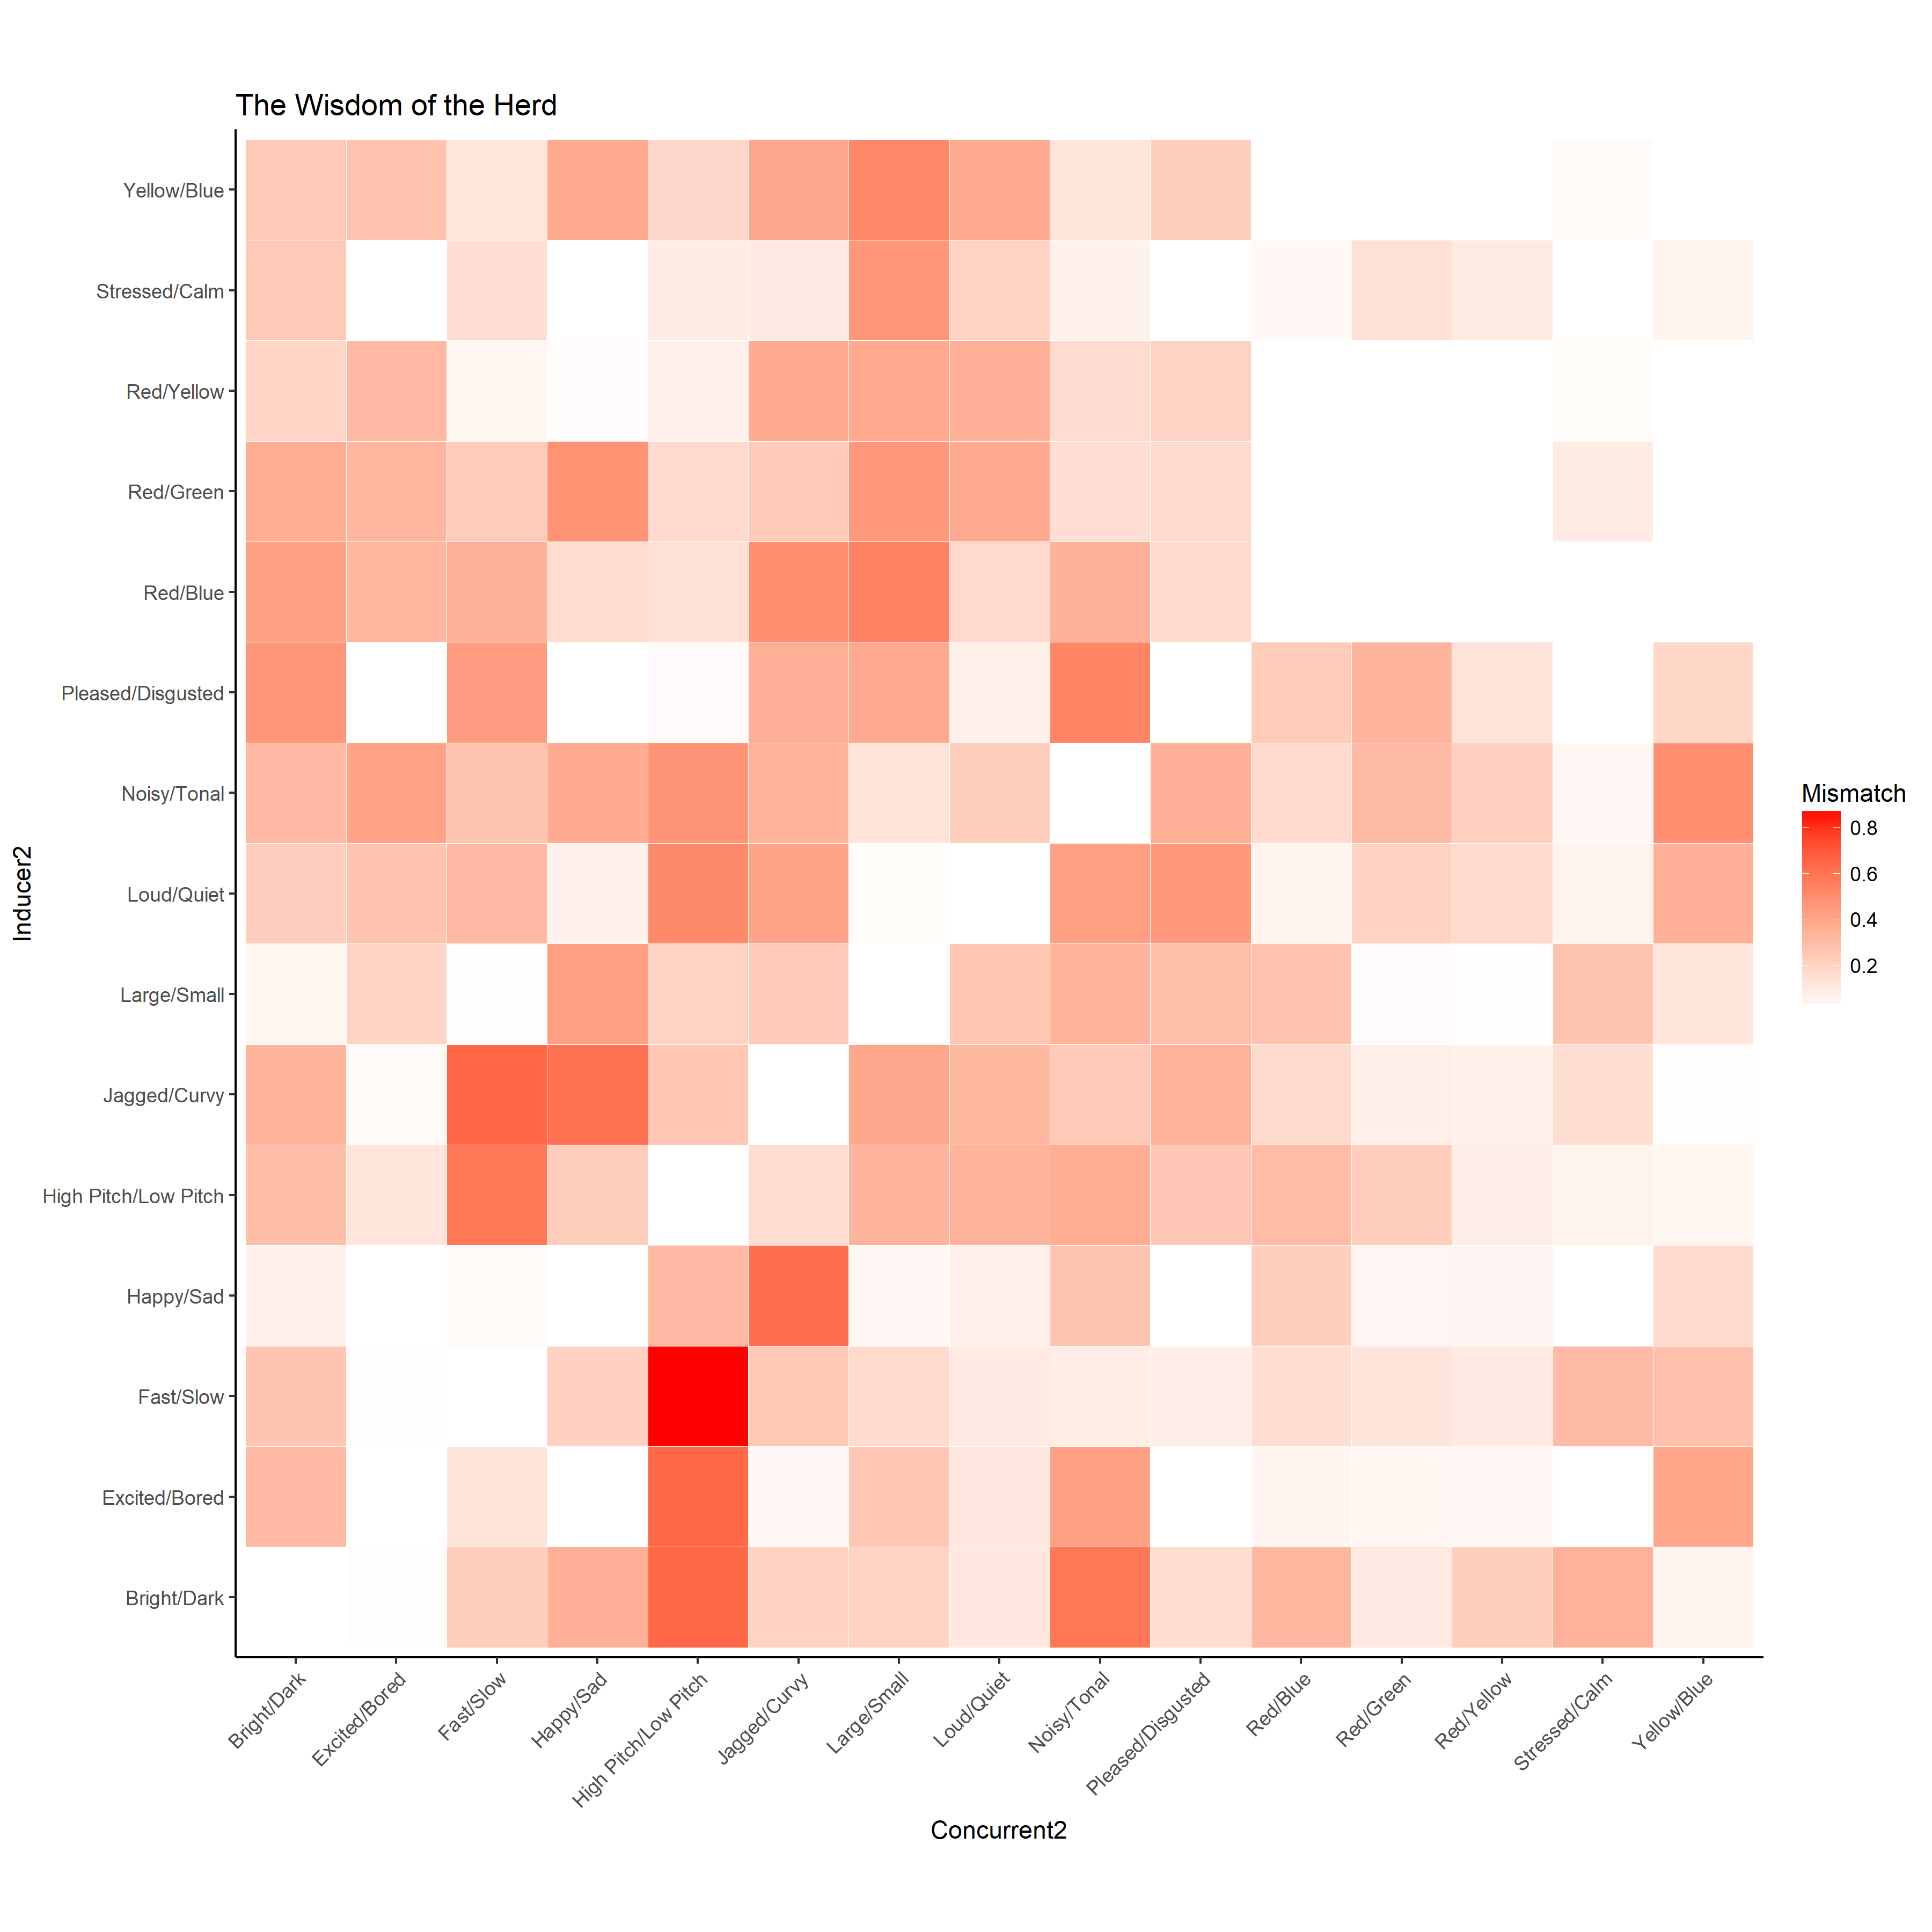 The Wisdom of the Herd
Yellow/Blue
Stressed/Calm
Red/Yellow
Red/Green
Red/Blue
Pleased/Disgusted
Noisy/Tonal
Loud/Quiet
Large/Small
Jagged/Curvy
High Pitch/Low Pitch
Happy/Sad
Fast/Slow
Excited/Bored
Bright/Dark
Inducer2
Bright/Dark
Excited/Bored
Fast/Slow
Happy/Sad
High Pitch/Low Pitch
Jagged/Curvy
Large/Small
Loud/Quiet
Noisy/Tonal
Pleased/Disgusted
Red/Blue
Red/Green
Red/Yellow
Stressed/Calm
Yellow/Blue
Concurrent2
Mismatch
0.8
0.6
0.4
0.2